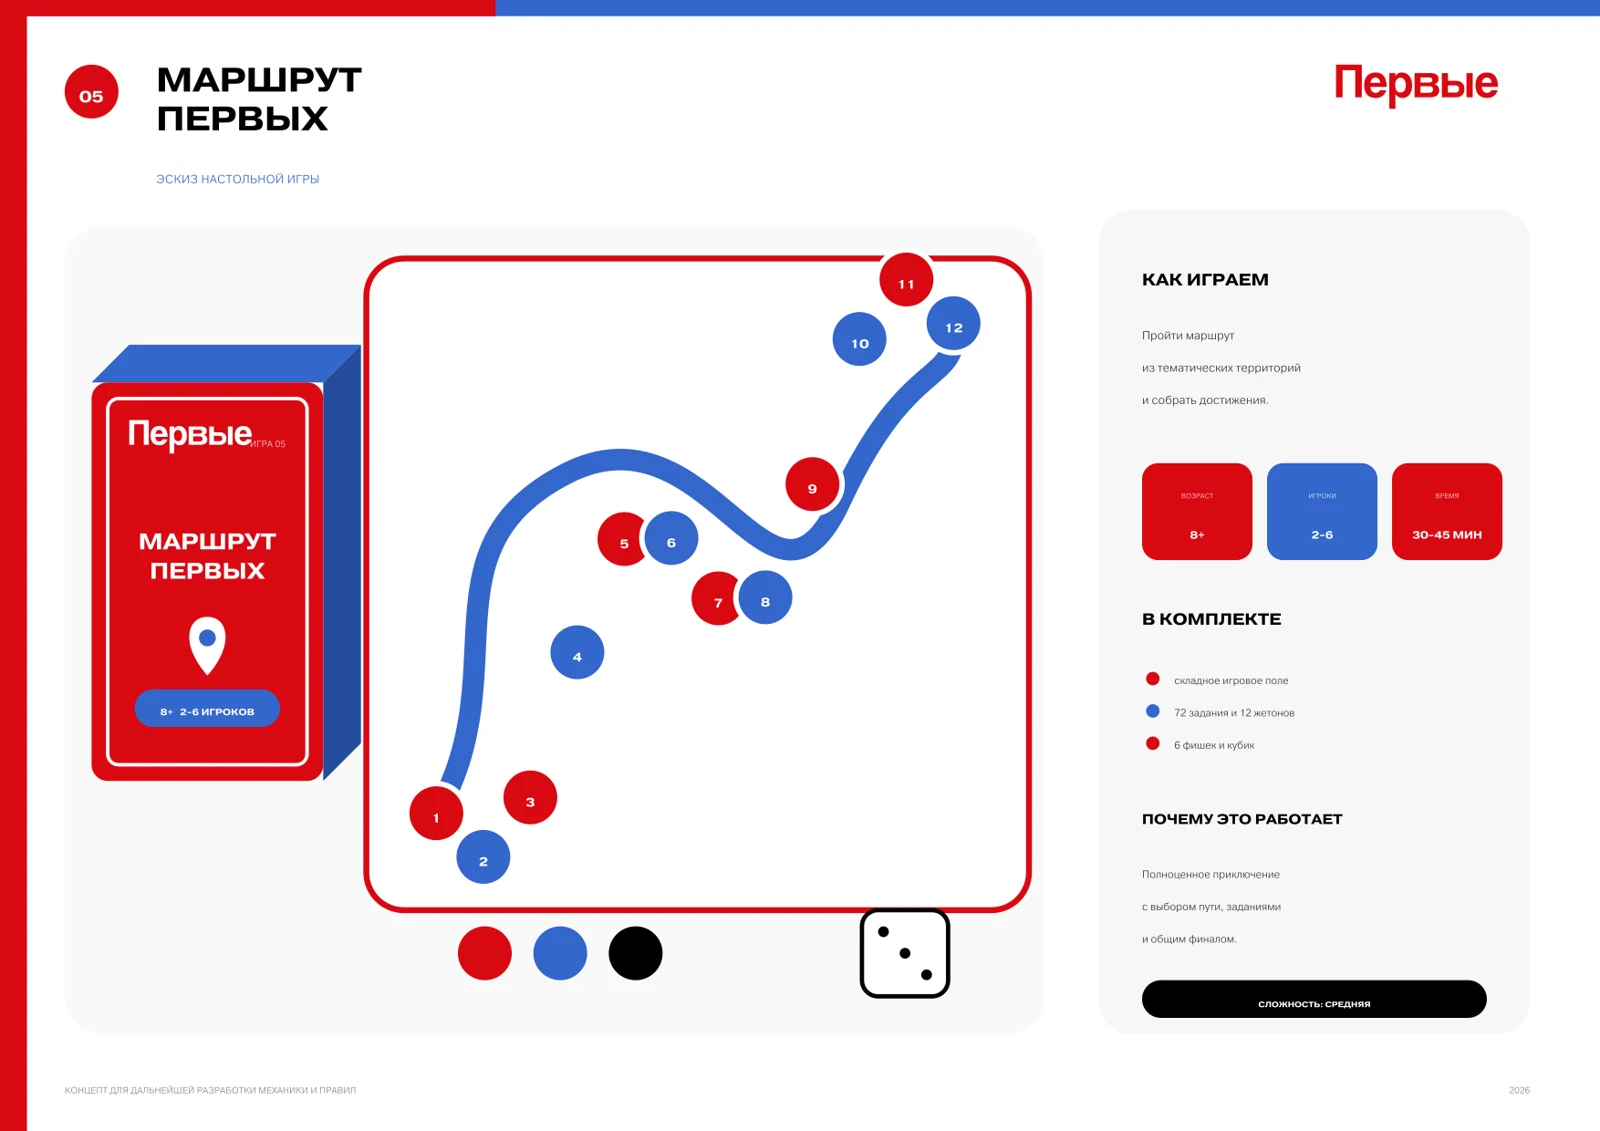 05
МАРШРУТ
ПЕРВЫХ
Первые
ЭСКИЗ НАСТОЛЬНОЙ ИГРЫ
Первые
ИГРА 05
МАРШРУТ
ПЕРВЫХ
8+ 2-6 ИГРОКОВ
11
12
10
9
5
6
7
8
4
3
1
2
КАК ИГРАЕМ
Пройти маршрут
из тематических территорий
и собрать достижения.
ВОЗРАСТ
8+
ИГРОКИ
2-6
ВРЕМЯ
30-45 МИН
В КОМПЛЕКТЕ
складное игровое поле
72 задания и 12 жетонов
6 фишек и кубик
ПОЧЕМУ ЭТО РАБОТАЕТ
Полноценное приключение
с выбором пути, заданиями
и общим финалом.
СЛОЖНОСТЬ: СРЕДНЯЯ
КОНЦЕПТ ДЛЯ ДАЛЬНЕЙШЕЙ РАЗРАБОТКИ МЕХАНИКИ И ПРАВИЛ
2026